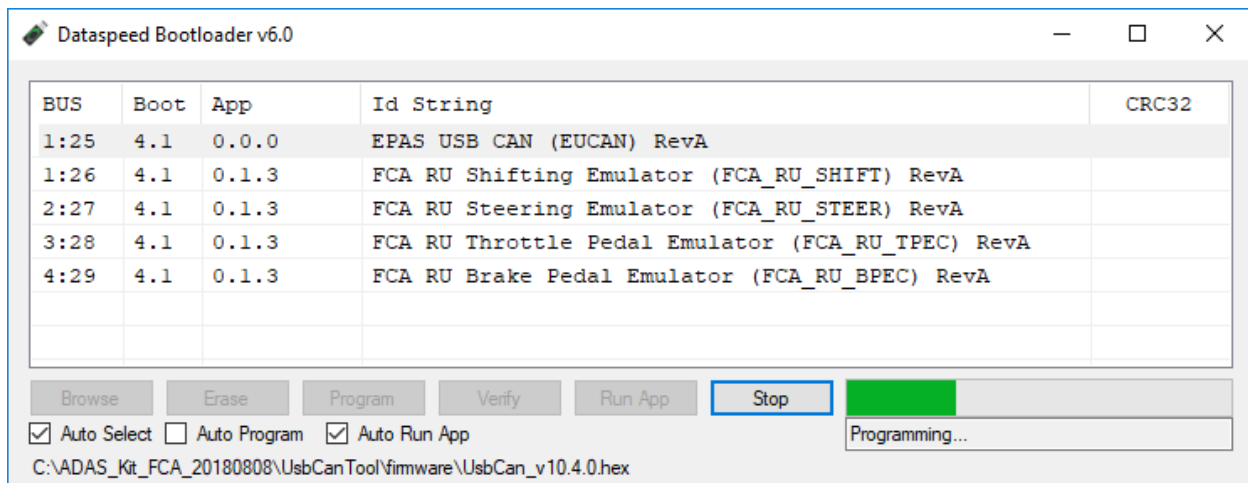 Dataspeed Bootloader v6.0
BUS Boot App Id String CRC32
1:25 4.1 0.0.0 EPAS USB CAN (EUCAN) RevA
1:26 4.1 0.1.3 FCA RU Shifting Emulator (FCA_RU_SHIFT) RevA
2:27 4.1 0.1.3 FCA RU Steering Emulator (FCA_RU_STEER) RevA
3:28 4.1 0.1.3 FCA RU Throttle Pedal Emulator (FCA_RU_TPEC) RevA
4:29 4.1 0.1.3 FCA RU Brake Pedal Emulator (FCA_RU_BPEC) RevA
Browse Erase Program Verify Run App Stop
Auto Select Auto Program Auto Run App Programming...
C:\ADAS_Kit_FCA_20180808\UsbCanTool\firmware\UsbCan_v10.4.0.hex